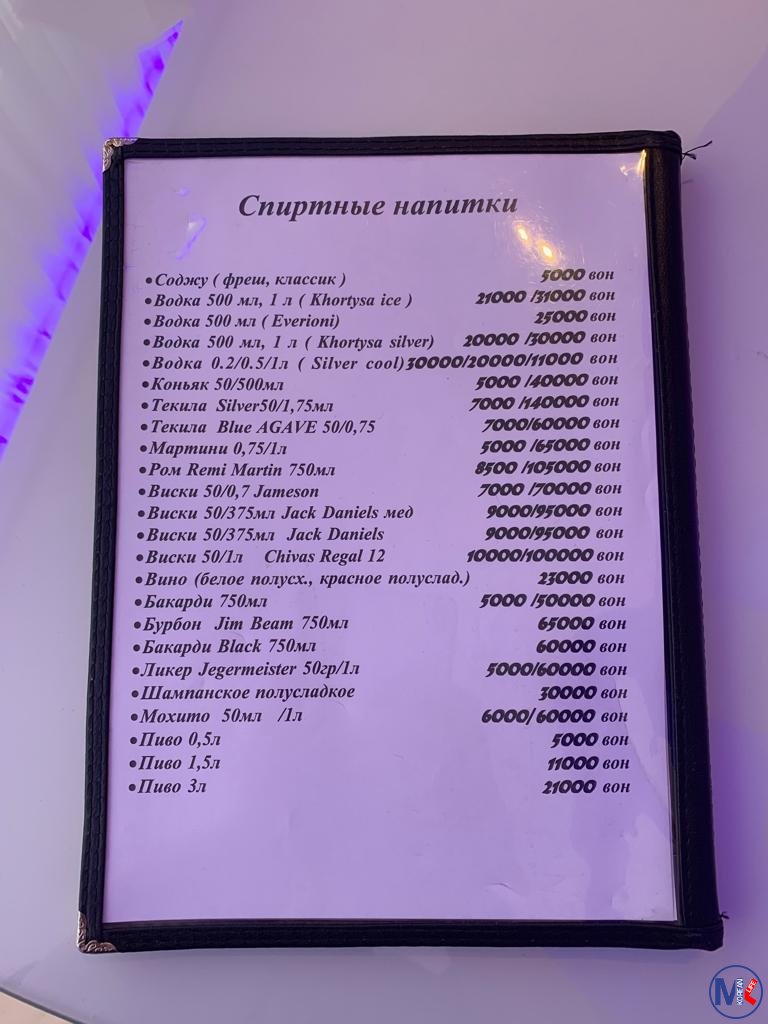 Спиртные напитки
•Соджу ( фреш, классик ) 5000 вон
•Водка 500 мл, 1 л ( Khortysa ice ) 21000 /31000 вон
•Водка 500 мл ( Everioni) 25000 вон
•Водка 500 мл, 1 л ( Khortysa silver) 20000 /30000 вон
•Водка 0.2/0.5/1л ( Silver cool) 30000/20000/11000 вон
•Коньяк 50/500мл 5000 /40000 вон
•Текила Silver50/1,75мл 7000 /140000 вон
•Текила Blue AGAVE 50/0,75 7000/60000 вон
•Мартини 0,75/1л 5000 /65000 вон
•Ром Remi Martin 750мл 8500 /105000 вон
•Виски 50/0,7 Jameson 7000 /70000 вон
•Виски 50/375мл Jack Daniels мед 9000/95000 вон
•Виски 50/375мл Jack Daniels 9000/95000 вон
•Виски 50/1л Chivas Regal 12 10000/100000 вон
•Вино (белое полусх., красное полуслад.) 23000 вон
•Бакарди 750мл 5000 /50000 вон
•Бурбон Jim Beam 750мл 65000 вон
•Бакарди Black 750мл 60000 вон
•Ликер Jegermeister 50гр/1л 5000/60000 вон
•Шампанское полусладкое 30000 вон
•Мохито 50мл /1л 6000/ 60000 вон
•Пиво 0,5л 5000 вон
•Пиво 1,5л 11000 вон
•Пиво 3л 21000 вон
M KOREAN LIFE